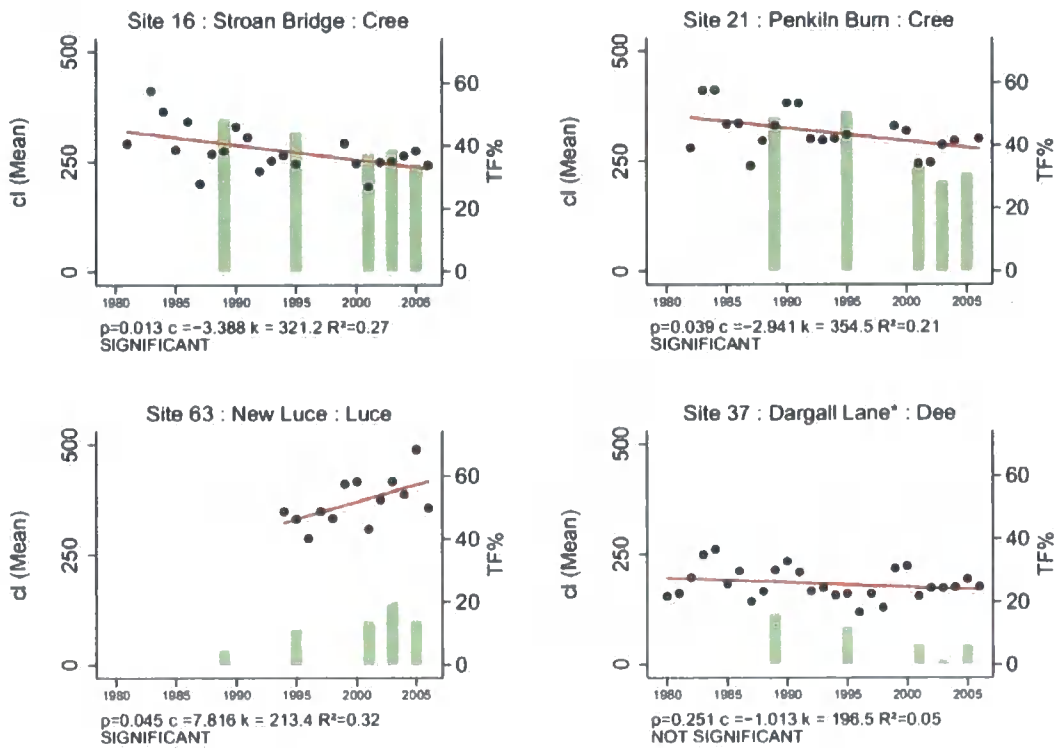 Site 16 : Stroan Bridge : Cree
500
250
0
cl (Mean)
60
40
20
0
TF%
1980 1985 1990 1995 2000 2005
p=0.013 c =-3.388 k = 321.2 R²=0.27
SIGNIFICANT
Site 21 : Penkiln Burn : Cree
500
250
0
cl (Mean)
60
40
20
0
TF%
1980 1985 1990 1995 2000 2005
p=0.039 c =-2.941 k = 354.5 R²=0.21
SIGNIFICANT
Site 63 : New Luce : Luce
500
250
0
cl (Mean)
60
40
20
0
TF%
1980 1985 1990 1995 2000 2005
p=0.045 c =7.816 k = 213.4 R²=0.32
SIGNIFICANT
Site 37 : Dargall Lane* : Dee
500
250
0
cl (Mean)
60
40
20
0
TF%
1980 1985 1990 1995 2000 2005
p=0.251 c =-1.013 k = 196.5 R²=0.05
NOT SIGNIFICANT